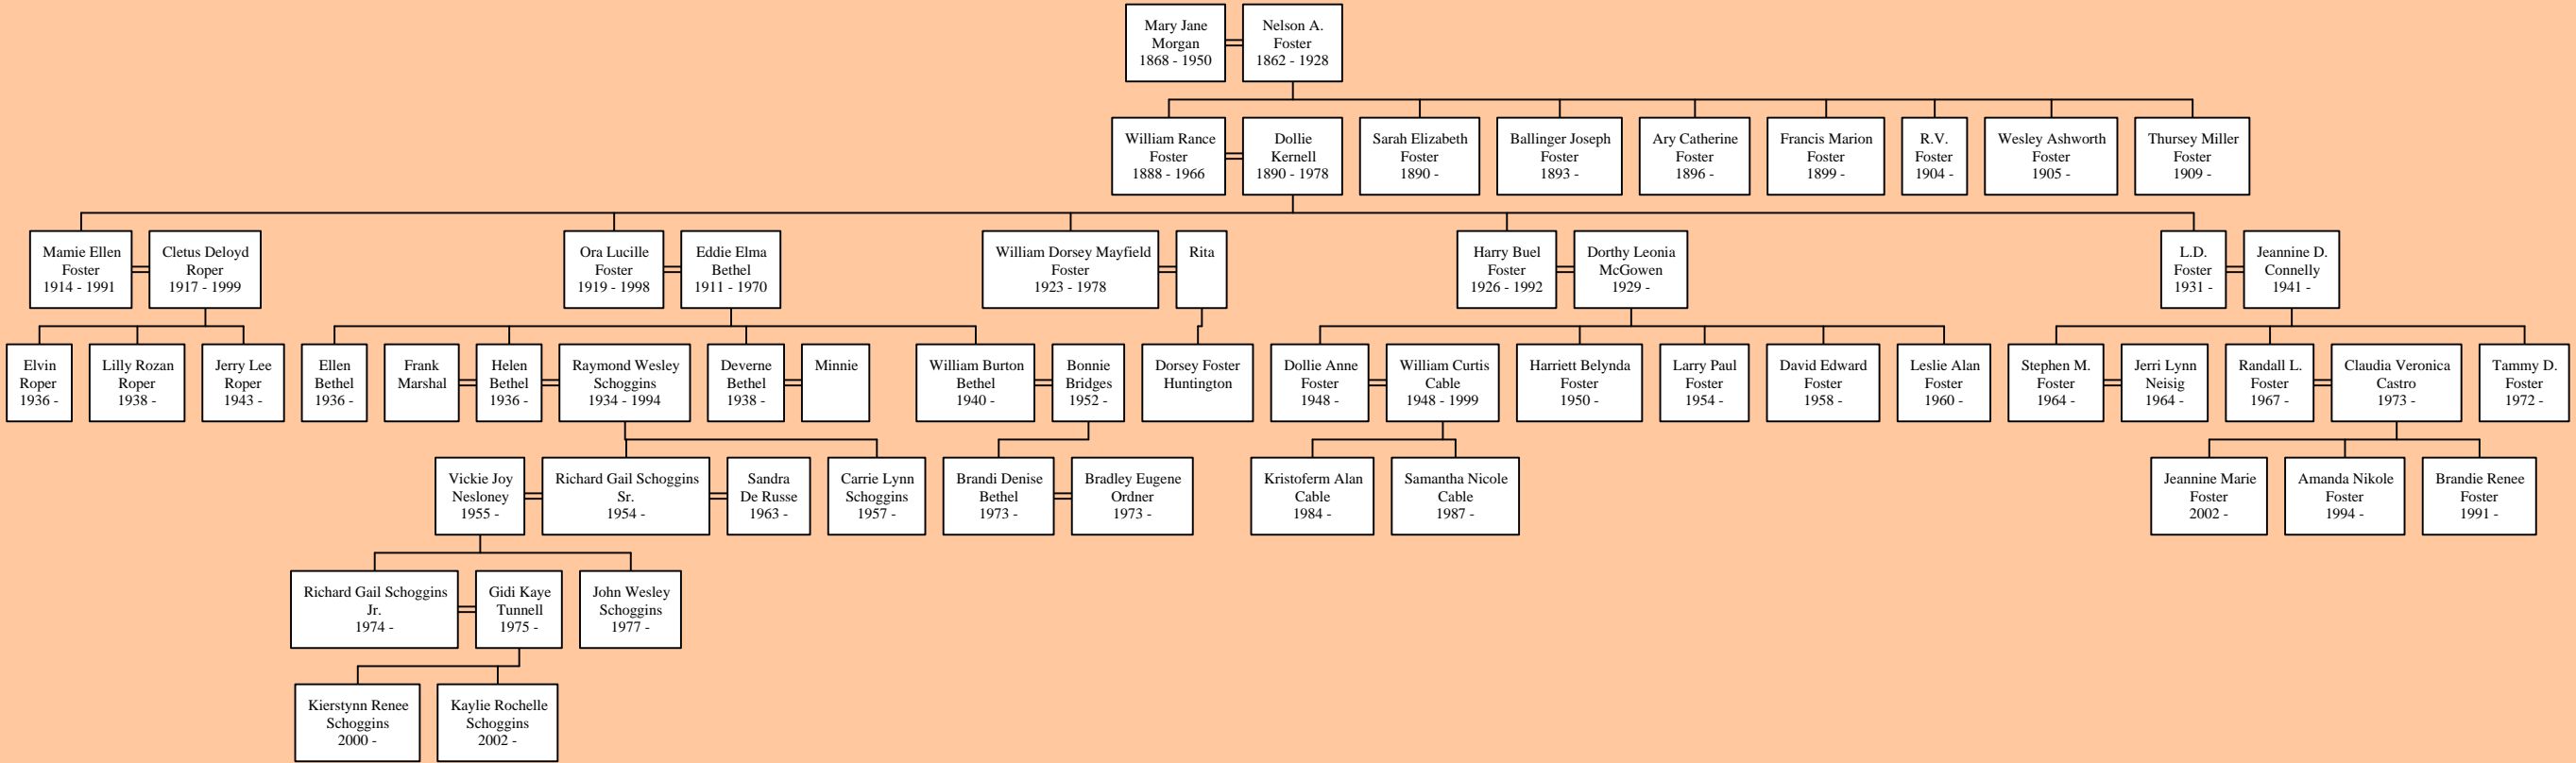 Mary Jane
Morgan
1868 - 1950
Nelson A.
Foster
1862 - 1928
William Rance
Foster
1888 - 1966
Dollie
Kernell
1890 - 1978
Sarah Elizabeth
Foster
1890 -
Ballinger Joseph
Foster
1893 -
Ary Catherine
Foster
1896 -
Francis Marion
Foster
1899 -
R.V.
Foster
1904 -
Wesley Ashworth
Foster
1905 -
Thursey Miller
Foster
1909 -
Mamie Ellen
Foster
1914 - 1991
Cletus Deloyd
Roper
1917 - 1999
Ora Lucille
Foster
1919 - 1998
Eddie Elma
Bethel
1911 - 1970
William Dorsey Mayfield
Foster
1923 - 1978
Rita
Harry Buel
Foster
1926 - 1992
Dorthy Leonia
McGowen
1929 -
L.D.
Foster
1931 -
Jeannine D.
Connelly
1941 -
Elvin
Roper
1936 -
Lilly Rozan
Roper
1938 -
Jerry Lee
Roper
1943 -
Ellen
Bethel
1936 -
Frank
Marshal
Helen
Bethel
1936 -
Raymond Wesley
Schoggins
1934 - 1994
Deverne
Bethel
1938 -
Minnie
William Burton
Bethel
1940 -
Bonnie
Bridges
1952 -
Dorsey Foster
Huntington
Dollie Anne
Foster
1948 -
William Curtis
Cable
1948 - 1999
Harriett Belynda
Foster
1950 -
Larry Paul
Foster
1954 -
David Edward
Foster
1958 -
Leslie Alan
Foster
1960 -
Stephen M.
Foster
1964 -
Jerri Lynn
Neisig
1964 -
Randall L.
Foster
1967 -
Claudia Veronica
Castro
1973 -
Tammy D.
Foster
1972 -
Vickie Joy
Nesloney
1955 -
Richard Gail Schoggins
Sr.
1954 -
Sandra
De Russe
1963 -
Carrie Lynn
Schoggins
1957 -
Brandi Denise
Bethel
1973 -
Bradley Eugene
Ordner
1973 -
Kristoferm Alan
Cable
1984 -
Samantha Nicole
Cable
1987 -
Jeannine Marie
Foster
2002 -
Amanda Nikole
Foster
1994 -
Brandie Renee
Foster
1991 -
Richard Gail Schoggins
Jr.
1974 -
Gidi Kaye
Tunnell
1975 -
John Wesley
Schoggins
1977 -
Kierstynn Renee
Schoggins
2000 -
Kaylie Rochelle
Schoggins
2002 -